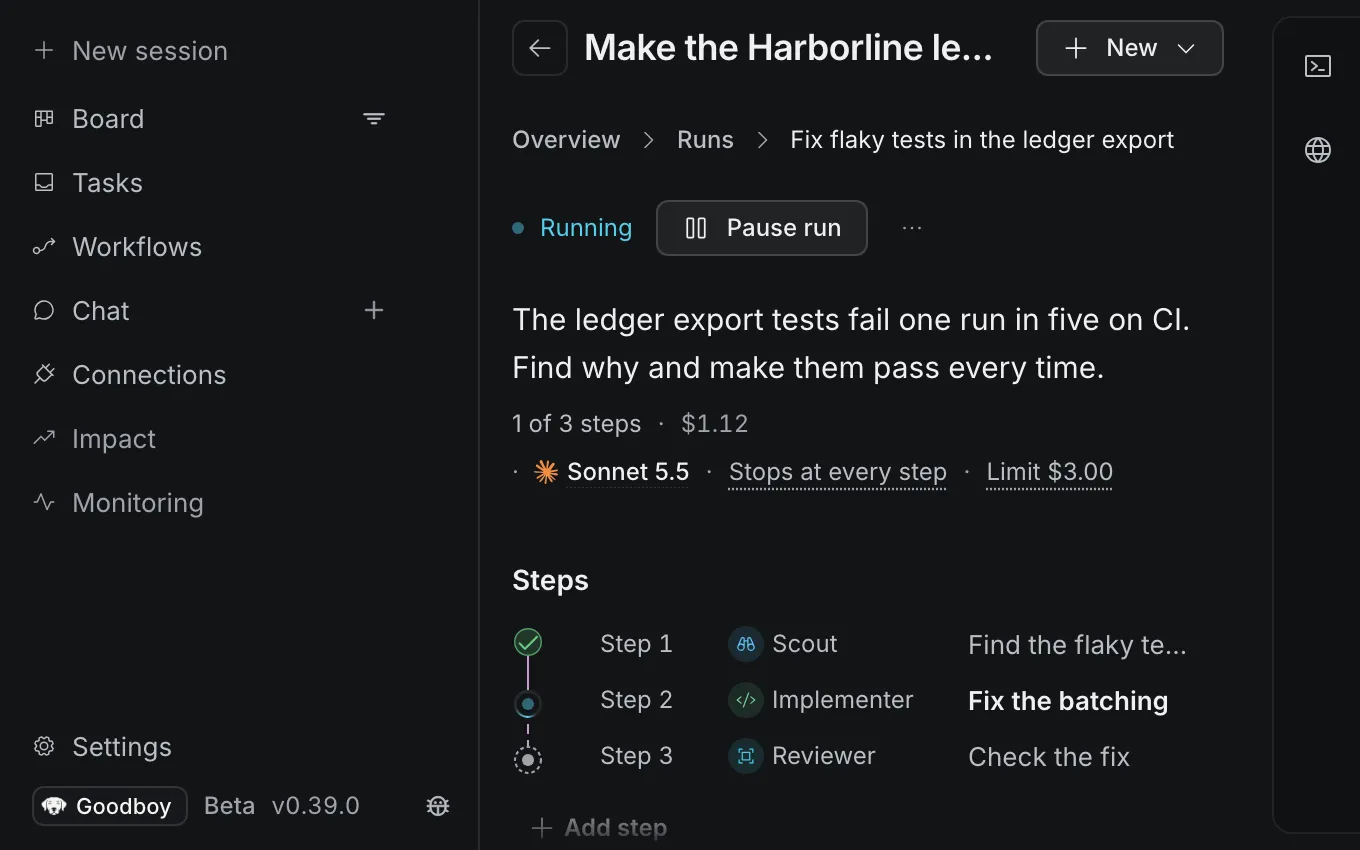 New session
Board
Tasks
Workflows
Chat
Connections
Impact
Monitoring
Settings
Goodboy Beta v0.39.0
Make the Harborline le...
New
Overview > Runs > Fix flaky tests in the ledger export
Running
Pause run
...
The ledger export tests fail one run in five on CI.
Find why and make them pass every time.
1 of 3 steps · $1.12
· Sonnet 5.5 · Stops at every step · Limit $3.00
Steps
Step 1 Scout Find the flaky te...
Step 2 Implementer Fix the batching
Step 3 Reviewer Check the fix
Add step